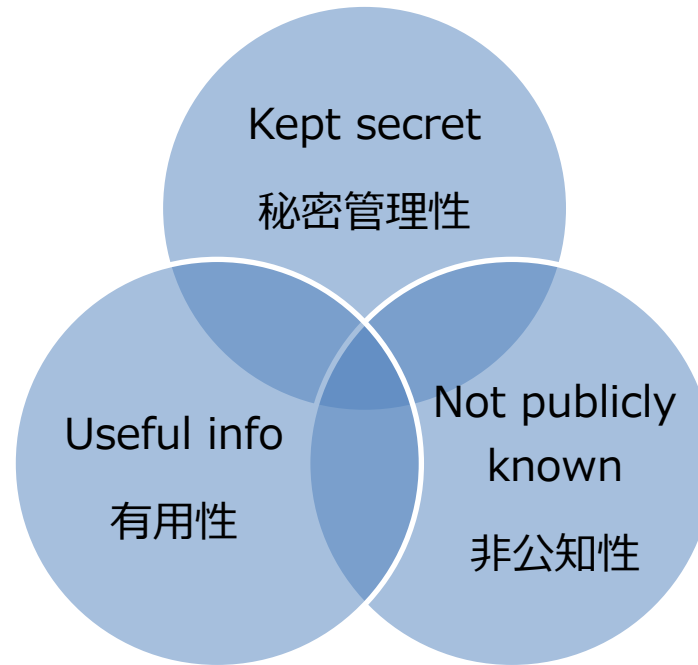 Kept secret
秘密管理性
Useful info
有用性
Not publicly
known
非公知性